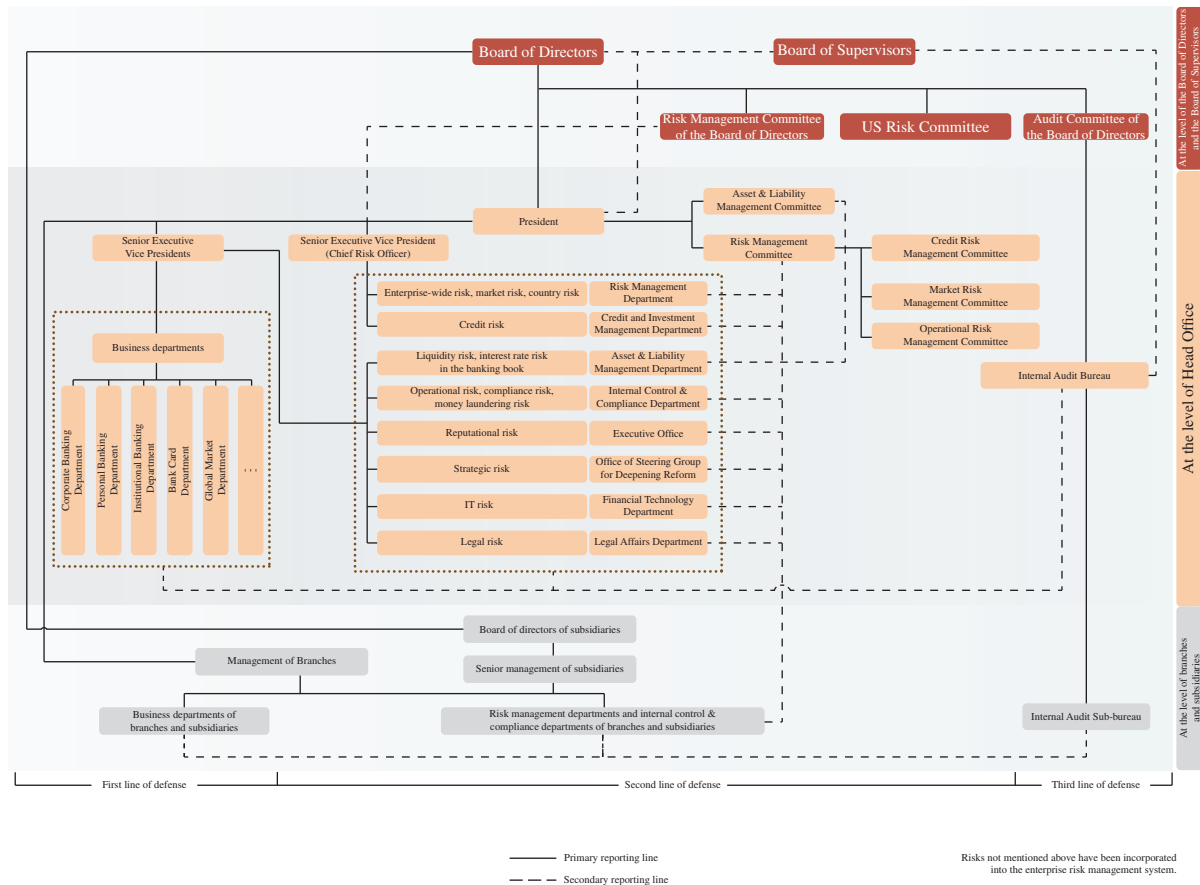 Board of Directors
Board of Supervisors
At the level of the Board of Directors
and the Board of Supervisors
Risk Management Committee
of the Board of Directors
US Risk Committee
Audit Committee of
the Board of Directors
President
Asset & Liability
Management Committee
Senior Executive
Vice Presidents
Senior Executive Vice President
(Chief Risk Officer)
Risk Management
Committee
Credit Risk
Management Committee
Market Risk
Management Committee
Operational Risk
Management Committee
Enterprise-wide risk, market risk, country risk
Risk Management
Department
Credit risk
Credit and Investment
Management Department
Business departments
Liquidity risk, interest rate risk
in the banking book
Asset & Liability
Management Department
Internal Audit Bureau
At the level of Head Office
Corporate Banking
Department
Personal Banking
Department
Institutional Banking
Department
Bank Card
Department
Global Market
Department
...
Operational risk, compliance risk,
money laundering risk
Internal Control &
Compliance Department
Reputational risk
Executive Office
Strategic risk
Office of Steering Group
for Deepening Reform
IT risk
Financial Technology
Department
Legal risk
Legal Affairs Department
Board of directors of subsidiaries
Management of Branches
Senior management of subsidiaries
Business departments of
branches and subsidiaries
Risk management departments and internal control &
compliance departments of branches and subsidiaries
Internal Audit Sub-bureau
At the level of branches
and subsidiaries
First line of defense
Second line of defense
Third line of defense
Primary reporting line
Secondary reporting line
Risks not mentioned above have been incorporated
into the enterprise risk management system.